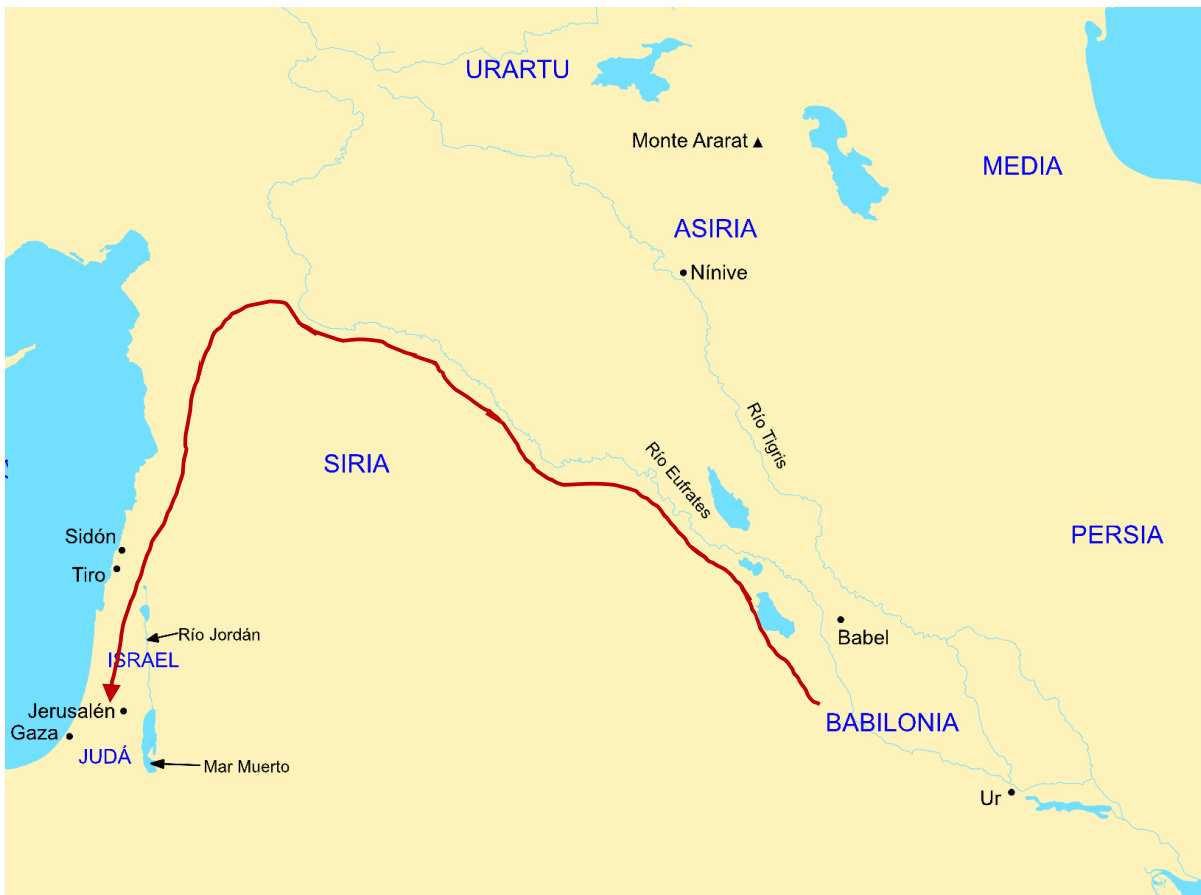 URARTU
Monte Ararat
MEDIA
ASIRIA
Nínive
Río Tigris
SIRIA
Río Eufrates
Sidón
PERSIA
Tiro
Río Jordán
Babel
ISRAEL
Jerusalén
BABILONIA
Gaza
JUDÁ
Mar Muerto
Ur